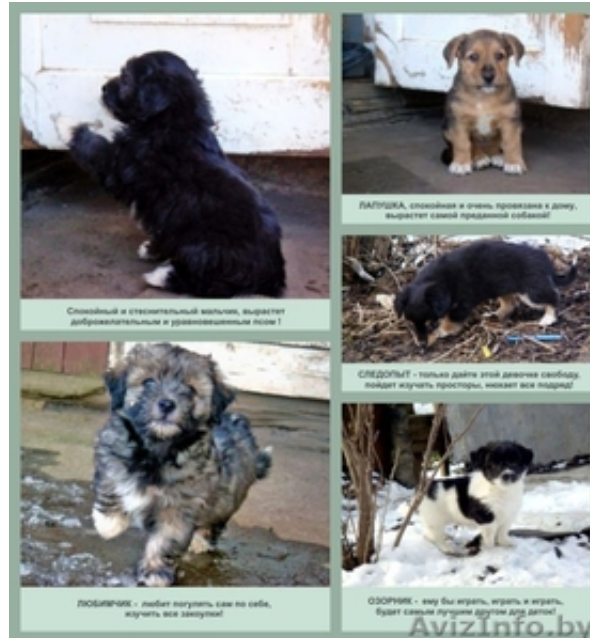 Спокойный и стеснительный мальчик, вырастет
доброжелательным и уравновешенным псом !
ЛЮБИМЧИК - любит погулять сам по себе,
изучить все закоулки!
ЛАПУШКА, спокойная и очень провязана к дому,
вырастет самой преданной собакой!
СЛЕДОПЫТ - только дайте этой девочке свободу,
пойдет изучать просторы, нюхает все подряд!
ОЗОРНИК - ему бы играть, играть и играть,
будет самым лучшим другом для деток!
AvizInfo.by